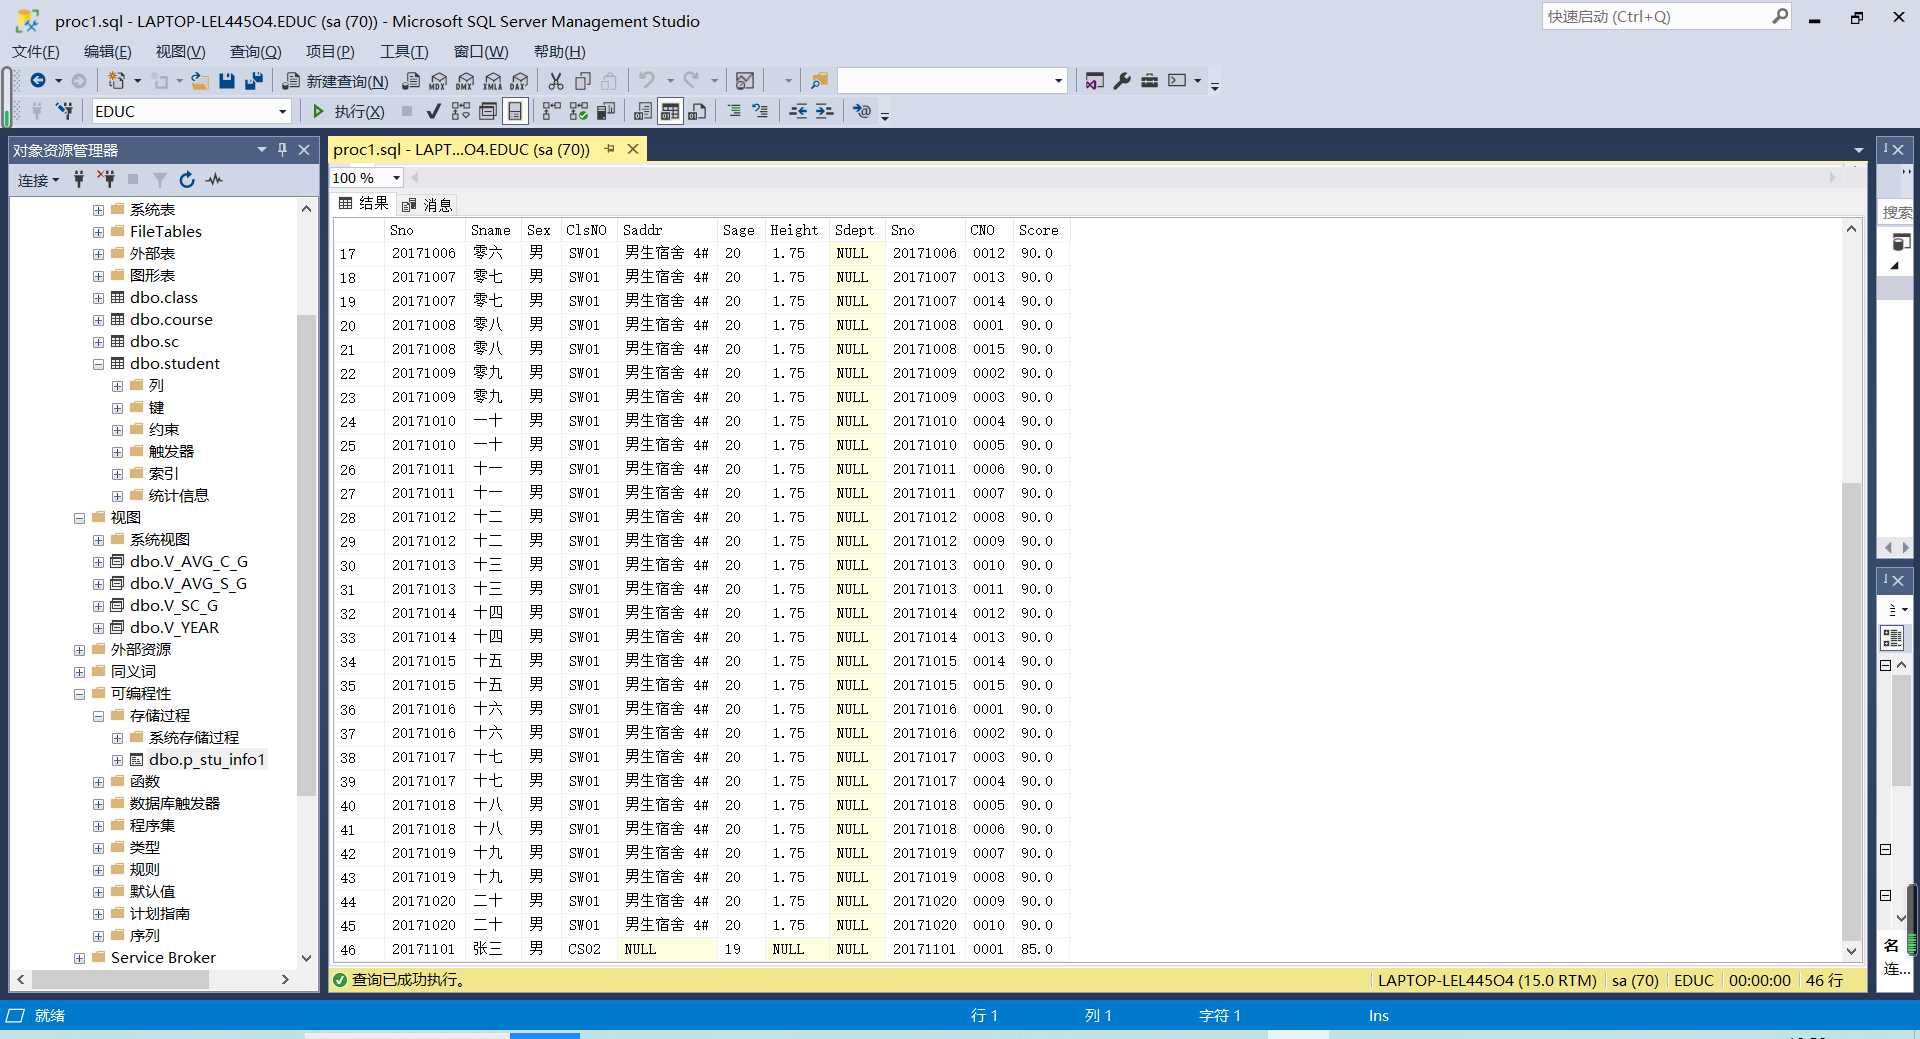 proc1.sql - LAPTOP-LEL445O4.EDUC (sa (70)) - Microsoft SQL Server Management Studio
快速启动 (Ctrl+Q)
文件(F) 编辑(E) 视图(V) 查询(Q) 项目(P) 工具(T) 窗口(W) 帮助(H)
新建查询(N) MDX DMX XMLA DAX
EDUC 执行(X)
对象资源管理器
连接
系统表
FileTables
外部表
图形表
dbo.class
dbo.course
dbo.sc
dbo.student
列
键
约束
触发器
索引
统计信息
视图
系统视图
dbo.V_AVG_C_G
dbo.V_AVG_S_G
dbo.V_SC_G
dbo.V_YEAR
外部资源
同义词
可编程性
存储过程
系统存储过程
dbo.p_stu_info1
函数
数据库触发器
程序集
类型
规则
默认值
计划指南
序列
Service Broker
proc1.sql - LAPT...O4.EDUC (sa (70))
100 %
结果 消息
Sno Sname Sex ClsNO Saddr Sage Height Sdept Sno CNO Score
17 20171006 零六 男 SW01 男生宿舍 4# 20 1.75 NULL 20171006 0012 90.0
18 20171007 零七 男 SW01 男生宿舍 4# 20 1.75 NULL 20171007 0013 90.0
19 20171007 零七 男 SW01 男生宿舍 4# 20 1.75 NULL 20171007 0014 90.0
20 20171008 零八 男 SW01 男生宿舍 4# 20 1.75 NULL 20171008 0001 90.0
21 20171008 零八 男 SW01 男生宿舍 4# 20 1.75 NULL 20171008 0015 90.0
22 20171009 零九 男 SW01 男生宿舍 4# 20 1.75 NULL 20171009 0002 90.0
23 20171009 零九 男 SW01 男生宿舍 4# 20 1.75 NULL 20171009 0003 90.0
24 20171010 一十 男 SW01 男生宿舍 4# 20 1.75 NULL 20171010 0004 90.0
25 20171010 一十 男 SW01 男生宿舍 4# 20 1.75 NULL 20171010 0005 90.0
26 20171011 十一 男 SW01 男生宿舍 4# 20 1.75 NULL 20171011 0006 90.0
27 20171011 十一 男 SW01 男生宿舍 4# 20 1.75 NULL 20171011 0007 90.0
28 20171012 十二 男 SW01 男生宿舍 4# 20 1.75 NULL 20171012 0008 90.0
29 20171012 十二 男 SW01 男生宿舍 4# 20 1.75 NULL 20171012 0009 90.0
30 20171013 十三 男 SW01 男生宿舍 4# 20 1.75 NULL 20171013 0010 90.0
31 20171013 十三 男 SW01 男生宿舍 4# 20 1.75 NULL 20171013 0011 90.0
32 20171014 十四 男 SW01 男生宿舍 4# 20 1.75 NULL 20171014 0012 90.0
33 20171014 十四 男 SW01 男生宿舍 4# 20 1.75 NULL 20171014 0013 90.0
34 20171015 十五 男 SW01 男生宿舍 4# 20 1.75 NULL 20171015 0014 90.0
35 20171015 十五 男 SW01 男生宿舍 4# 20 1.75 NULL 20171015 0015 90.0
36 20171016 十六 男 SW01 男生宿舍 4# 20 1.75 NULL 20171016 0001 90.0
37 20171016 十六 男 SW01 男生宿舍 4# 20 1.75 NULL 20171016 0002 90.0
38 20171017 十七 男 SW01 男生宿舍 4# 20 1.75 NULL 20171017 0003 90.0
39 20171017 十七 男 SW01 男生宿舍 4# 20 1.75 NULL 20171017 0004 90.0
40 20171018 十八 男 SW01 男生宿舍 4# 20 1.75 NULL 20171018 0005 90.0
41 20171018 十八 男 SW01 男生宿舍 4# 20 1.75 NULL 20171018 0006 90.0
42 20171019 十九 男 SW01 男生宿舍 4# 20 1.75 NULL 20171019 0007 90.0
43 20171019 十九 男 SW01 男生宿舍 4# 20 1.75 NULL 20171019 0008 90.0
44 20171020 二十 男 SW01 男生宿舍 4# 20 1.75 NULL 20171020 0009 90.0
45 20171020 二十 男 SW01 男生宿舍 4# 20 1.75 NULL 20171020 0010 90.0
46 20171101 张三 男 CS02 NULL 19 NULL NULL 20171101 0001 85.0
查询已成功执行。 LAPTOP-LEL445O4 (15.0 RTM) sa (70) EDUC 00:00:00 46 行
搜索
名
连...
就绪 行 1 列 1 字符 1 Ins